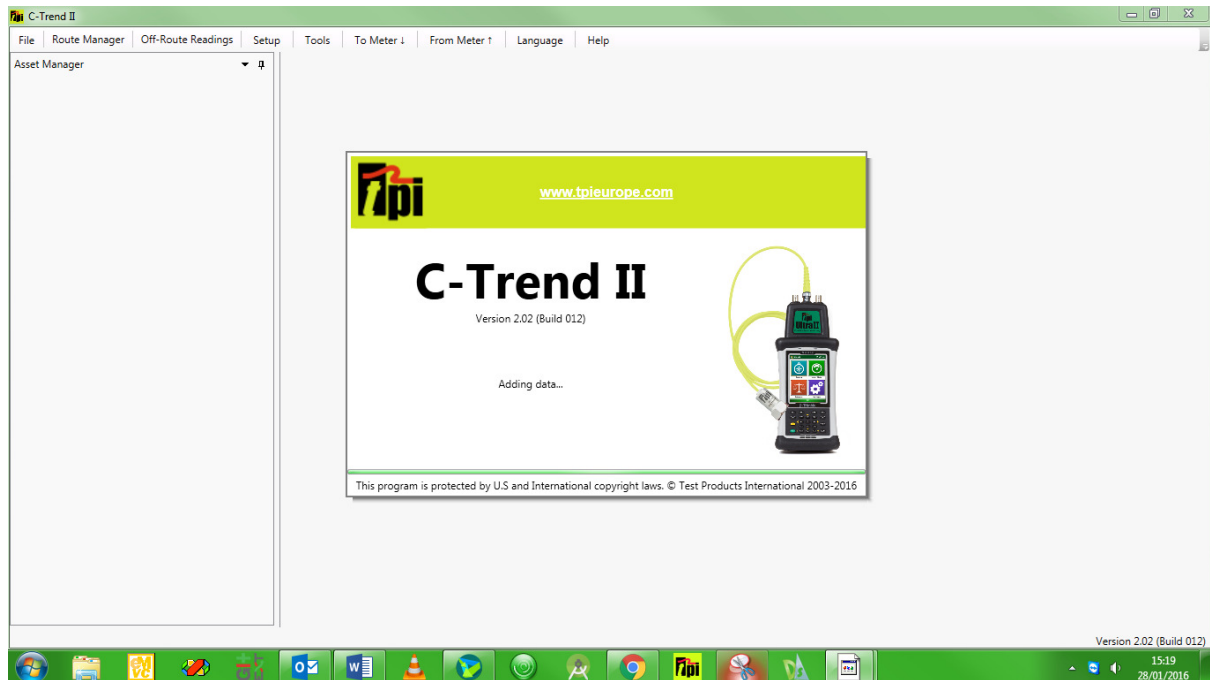 C-Trend II
File Route Manager Off-Route Readings Setup Tools To Meter ↓ From Meter ↑ Language Help
Asset Manager
tpi
www.tpieurope.com
C-Trend II
Version 2.02 (Build 012)
Adding data...
This program is protected by U.S and International copyright laws. © Test Products International 2003-2016
Version 2.02 (Build 012)
15:19
28/01/2016